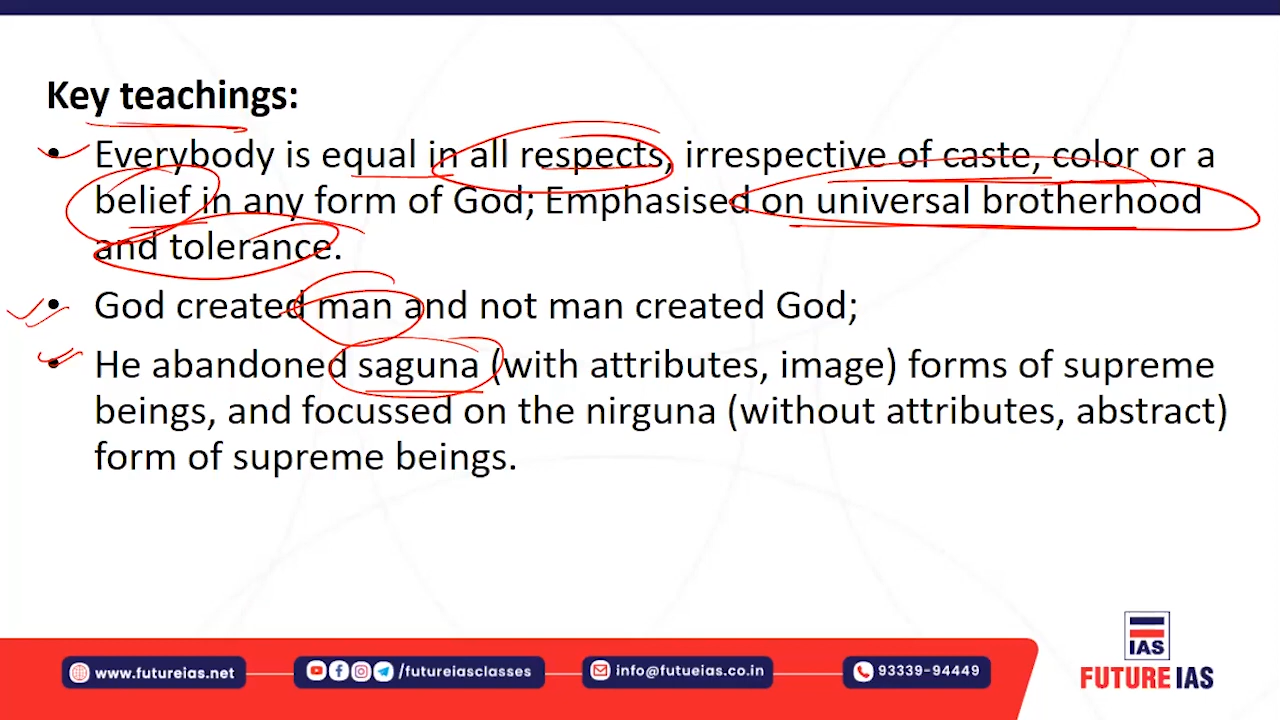 Key teachings:
• Everybody is equal in all respects, irrespective of caste, color or a
belief in any form of God; Emphasised on universal brotherhood
and tolerance.
• God created man and not man created God;
• He abandoned saguna (with attributes, image) forms of supreme
beings, and focussed on the nirguna (without attributes, abstract)
form of supreme beings.
IAS
www.futureias.net
/futureiasclasses
info@futueias.co.in
93339-94449
FUTURE IAS